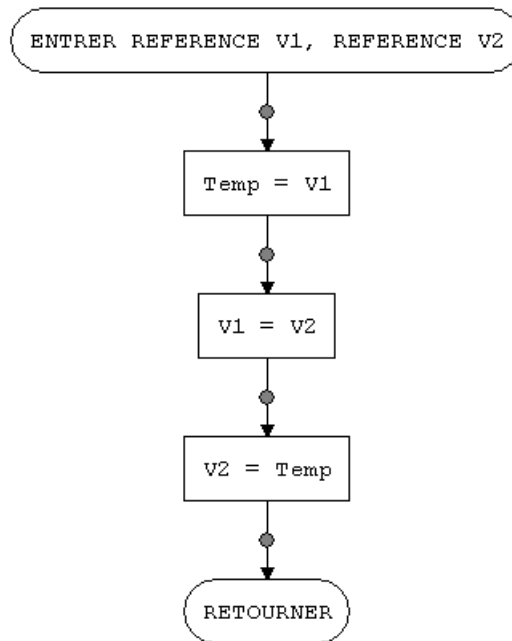 ENTRER REFERENCE V1, REFERENCE V2
Temp = V1
V1 = V2
V2 = Temp
RETOURNER